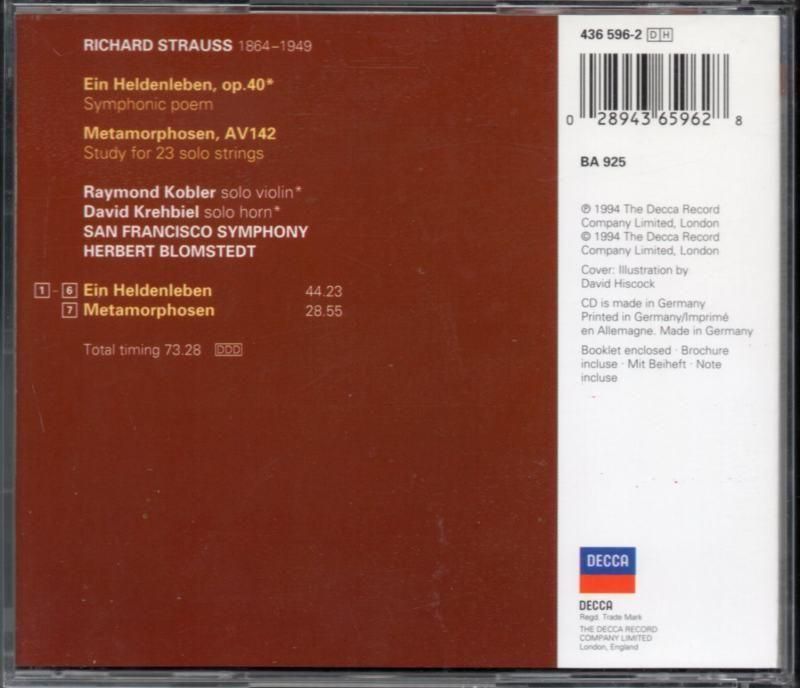 RICHARD STRAUSS 1864–1949
Ein Heldenleben, op.40*
Symphonic poem
Metamorphosen, AV142
Study for 23 solo strings
Raymond Kobler solo violin*
David Krehbiel solo horn*
SAN FRANCISCO SYMPHONY
HERBERT BLOMSTEDT
1 – 6 Ein Heldenleben 44.23
7 Metamorphosen 28.55
Total timing 73.28 DDD
436 596-2 DH
0 28943 65962 8
BA 925
℗ 1994 The Decca Record
Company Limited, London
© 1994 The Decca Record
Company Limited, London
Cover: Illustration by
David Hiscock
CD is made in Germany
Printed in Germany/Imprimé
en Allemagne. Made in Germany
Booklet enclosed · Brochure
incluse · Mit Beiheft · Note
incluse
DECCA
DECCA
Regd. Trade Mark
THE DECCA RECORD
COMPANY LIMITED
London, England